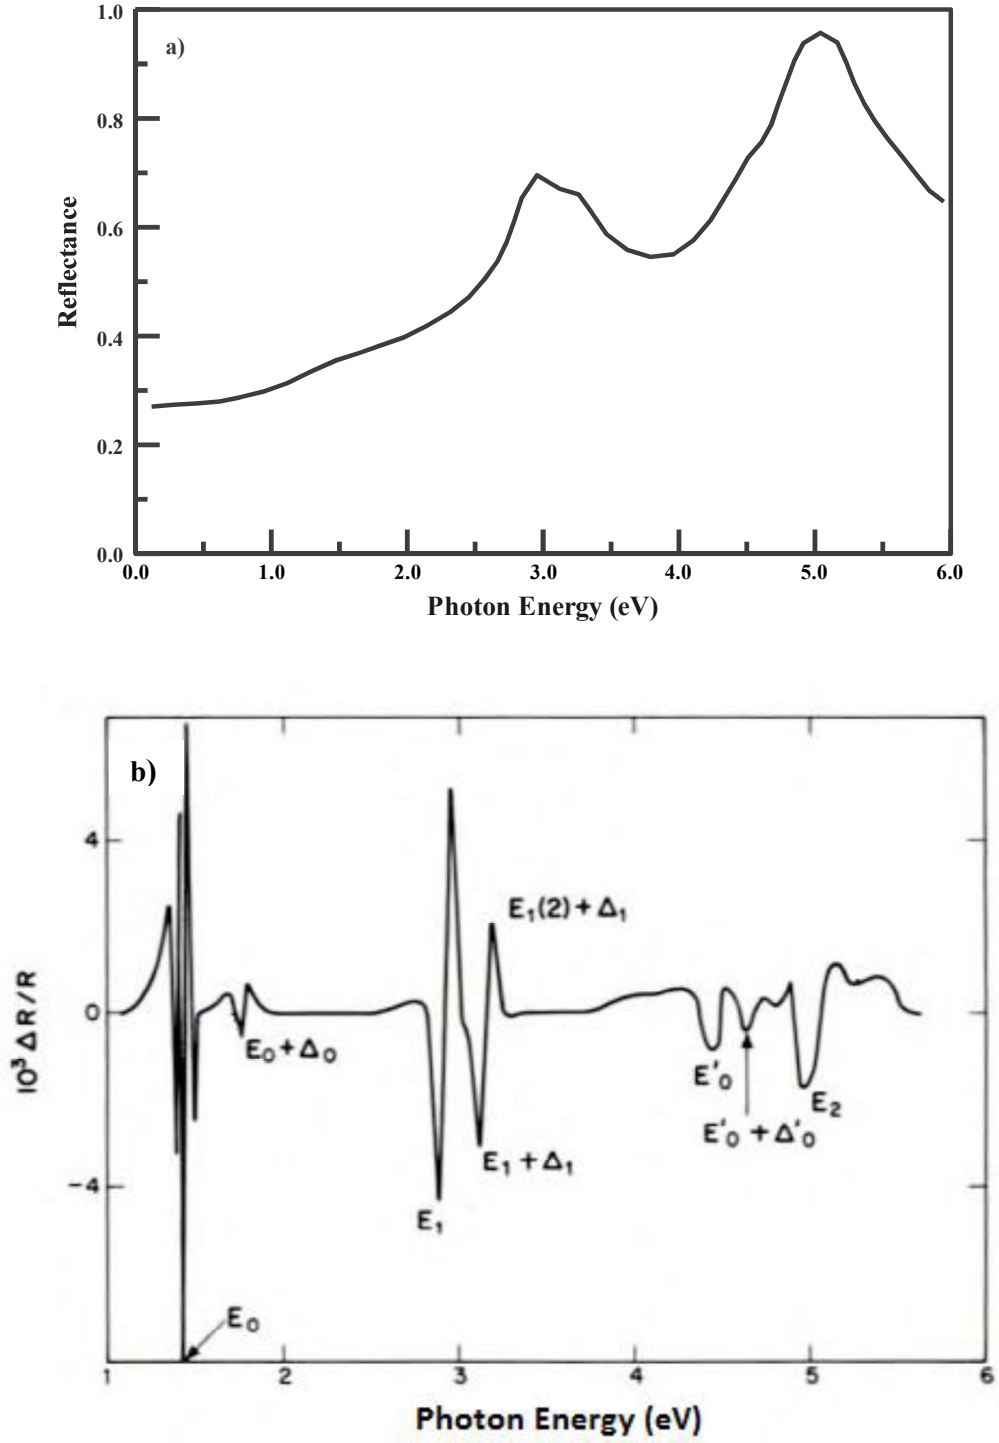 1.0
a)
0.8
0.6
0.4
0.2
0.0
Reflectance
0.0 1.0 2.0 3.0 4.0 5.0 6.0
Photon Energy (eV)
b)
4
0
-4
10³ ΔR/R
E₁(2) + Δ₁
E₀ + Δ₀
E'₀
E₂
E'₀ + Δ'₀
E₁ + Δ₁
E₁
E₀
1 2 3 4 5 6
Photon Energy (eV)